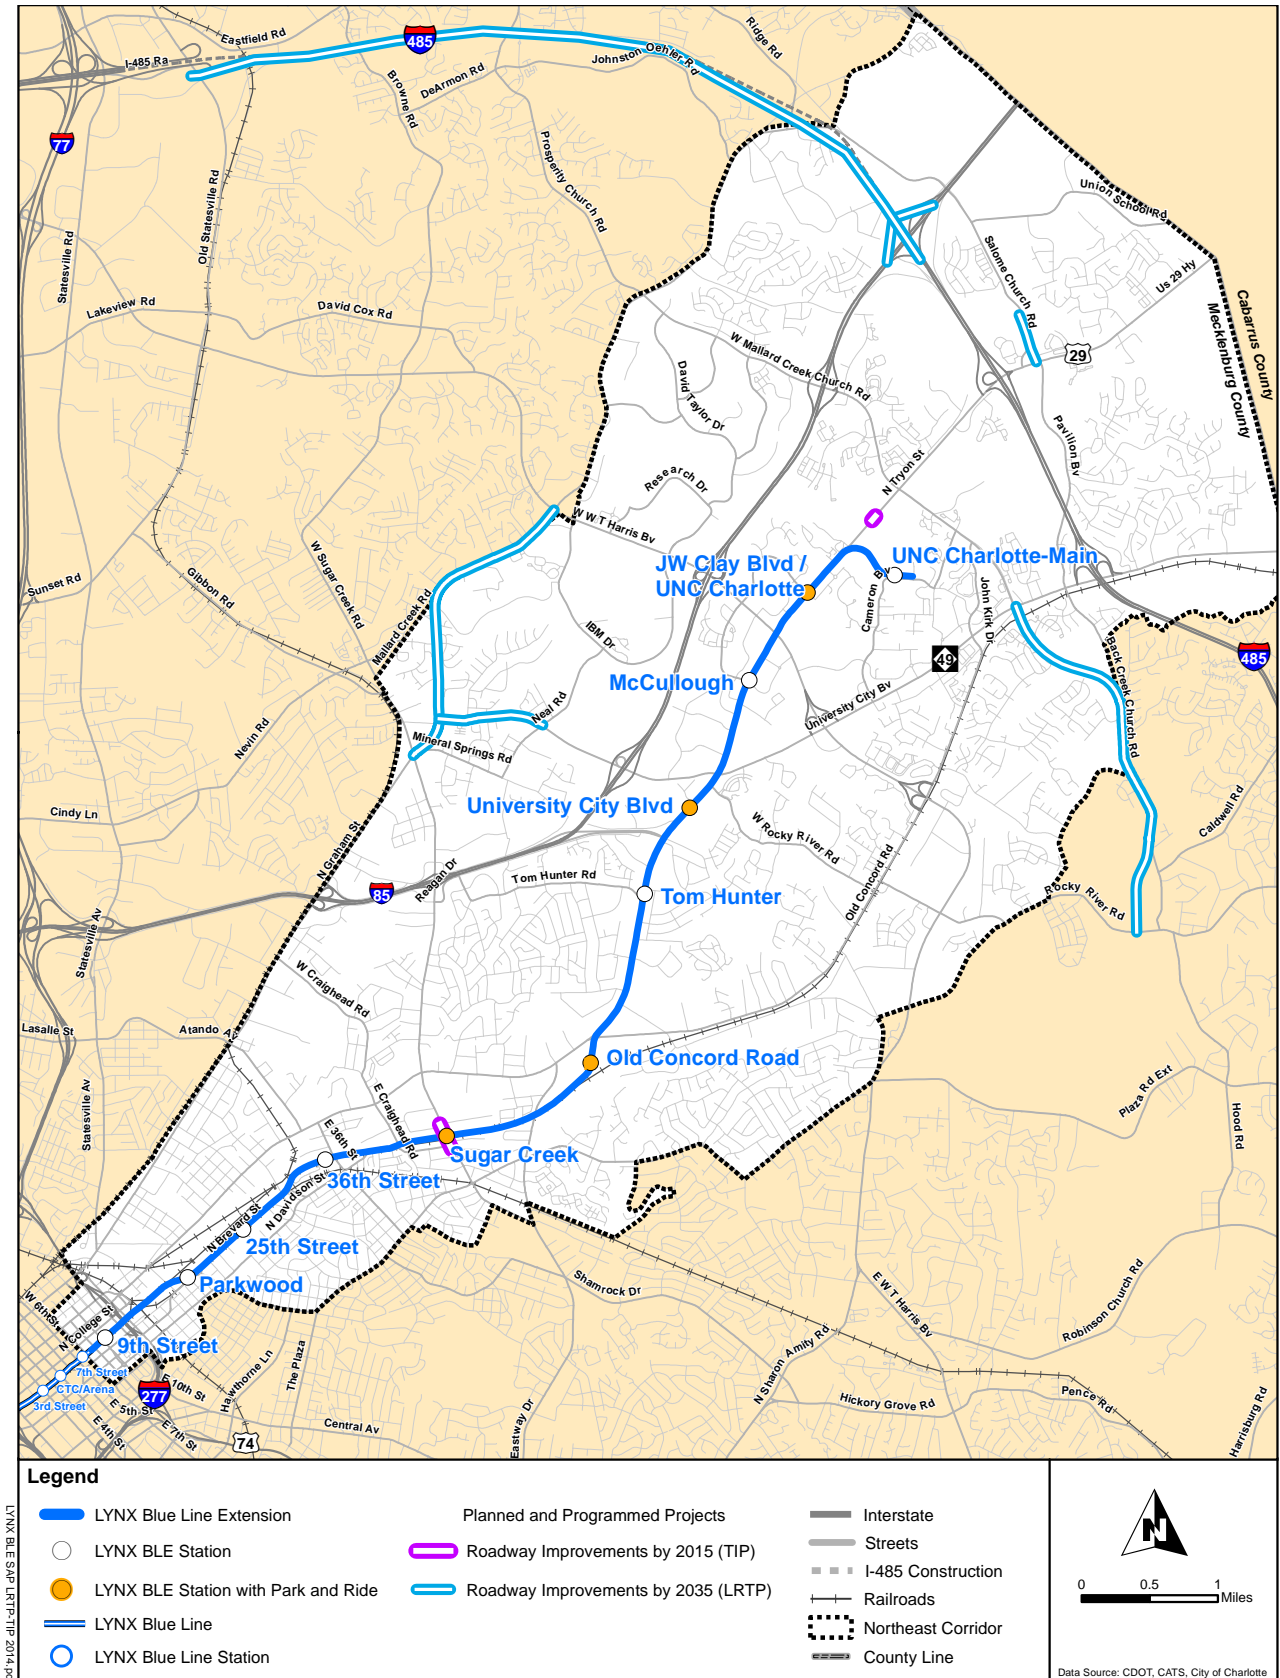 Eastfield Rd
485
I-485 Ra
Ridge Rd
Johnston Oehler Rd
Browne Rd
DeArmon Rd
77
Prosperity Church Rd
Old Statesville Rd
Statesville Rd
Union School Rd
Salome Church Rd
Us 29 Hy
Lakeview Rd
David Cox Rd
Cabarrus County
Mecklenburg County
29
W Mallard Creek Church Rd
David Taylor Dr
Pavilion Bv
N Tryon St
Research Dr
W W T Harris Bv
W Sugar Creek Rd
UNC Charlotte-Main
JW Clay Blvd /
UNC Charlotte
Sunset Rd
Gibbon Rd
Cameron Bv
John Kirk Dr
Mallard Creek Rd
IBM Dr
49
485
Back Creek Church Rd
McCullough
University City Bv
Neal Rd
Nevin Rd
Mineral Springs Rd
University City Blvd
Cindy Ln
W Rocky River Rd
Caldwell Rd
N Graham St
Reagan Dr
Tom Hunter Rd
85
Tom Hunter
Old Concord Rd
Rocky River Rd
Statesville Av
W Craighead Rd
Lasalle St
Atando Av
Old Concord Road
Plaza Rd Ext
Hood Rd
Statesville Av
E Craighead Rd
E 36th St
Sugar Creek
36th Street
N Davidson St
N Brevard St
25th Street
Parkwood
Shamrock Dr
E W T Harris Bv
Robinson Church Rd
W 6th St
N College St
9th Street
7th Street
CTC/Arena
3rd Street
277
E 10th St
E 5th St
E 4th St
E 7th St
Hawthorne Ln
The Plaza
74
Central Av
Eastway Dr
N Sharon Amity Rd
Hickory Grove Rd
Pence Rd
Harrisburg Rd
Legend
LYNX Blue Line Extension
LYNX BLE Station
LYNX BLE Station with Park and Ride
LYNX Blue Line
LYNX Blue Line Station
Planned and Programmed Projects
Roadway Improvements by 2015 (TIP)
Roadway Improvements by 2035 (LRTP)
Interstate
Streets
I-485 Construction
Railroads
Northeast Corridor
County Line
N
0 0.5 1
Miles
Data Source: CDOT, CATS, City of Charlotte
LYNX BLE SAP LRTP-TIP 2014.pd